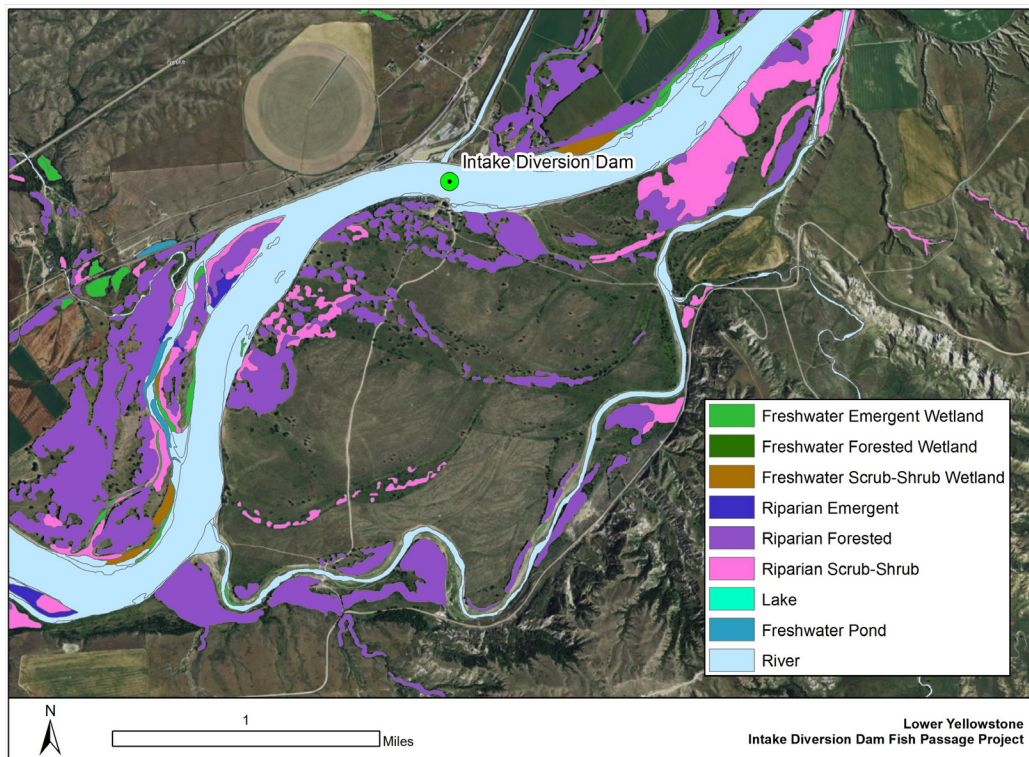 Intake Diversion Dam
Freshwater Emergent Wetland
Freshwater Forested Wetland
Freshwater Scrub-Shrub Wetland
Riparian Emergent
Riparian Forested
Riparian Scrub-Shrub
Lake
Freshwater Pond
River
N
1
Miles
Lower Yellowstone
Intake Diversion Dam Fish Passage Project